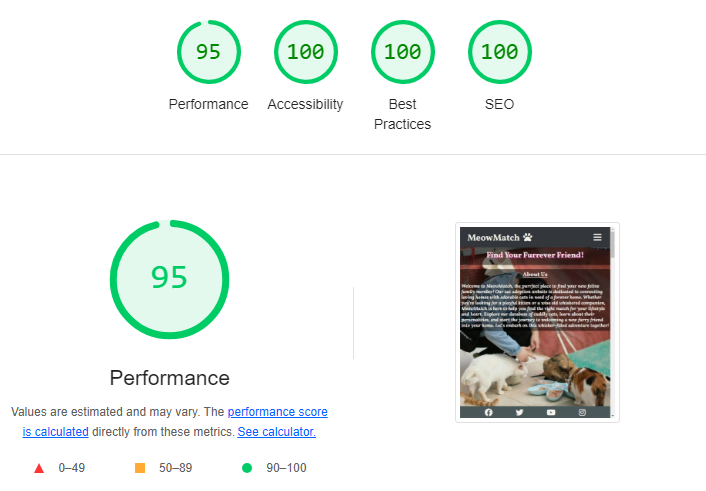 95
100
100
100
Performance
Accessibility
Best
Practices
SEO
95
Performance
Values are estimated and may vary. The performance score
is calculated directly from these metrics. See calculator.
0–49
50–89
90–100
MeowMatch
Find Your Furrever Friend!
About Us
Welcome to MeowMatch, the purrfect place to find your new feline
family member! Our cat adoption website is dedicated to connecting
loving homes with adorable cats in need of a forever home. Whether
you're looking for a playful kitten or a wise old whiskered companion,
MeowMatch is here to help you find the right match for your lifestyle
and heart. Explore our database of cuddly cats, learn about their
personalities, and start the journey to welcoming a new furry friend
into your home. Let's embark on this whisker-filled adventure together!